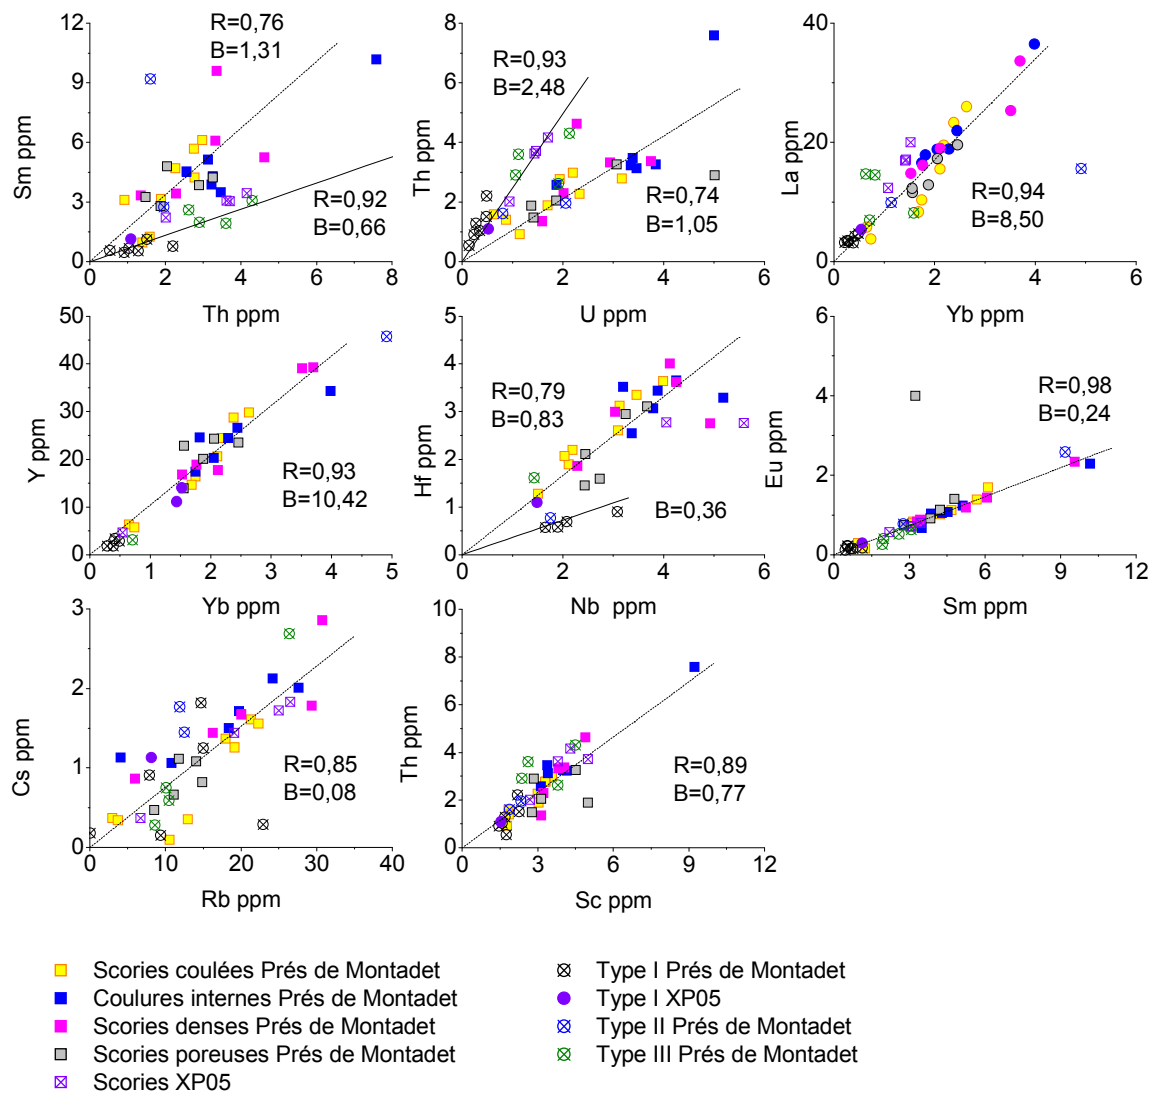 12
9
6
3
0
Sm ppm
R=0,76
B=1,31
R=0,92
B=0,66
0 2 4 6 8
Th ppm
8
6
4
2
0
Th ppm
R=0,93
B=2,48
R=0,74
B=1,05
0 2 4 6
U ppm
40
20
0
La ppm
R=0,94
B=8,50
0 2 4 6
Yb ppm
50
40
30
20
10
0
Y ppm
R=0,93
B=10,42
0 1 2 3 4 5
Yb ppm
6
4
2
0
Hf ppm
R=0,79
B=0,83
B=0,36
0 2 4 6
Nb ppm
6
4
2
0
Eu ppm
R=0,98
B=0,24
0 3 6 9 12
Sm ppm
3
2
1
0
Cs ppm
R=0,85
B=0,08
0 10 20 30 40
Rb ppm
10
8
6
4
2
0
Th ppm
R=0,89
B=0,77
0 3 6 9 12
Sc ppm
Scories coulées Prés de Montadet
Coulures internes Prés de Montadet
Scories denses Prés de Montadet
Scories poreuses Prés de Montadet
Scories XP05
Type I Prés de Montadet
Type I XP05
Type II Prés de Montadet
Type III Prés de Montadet